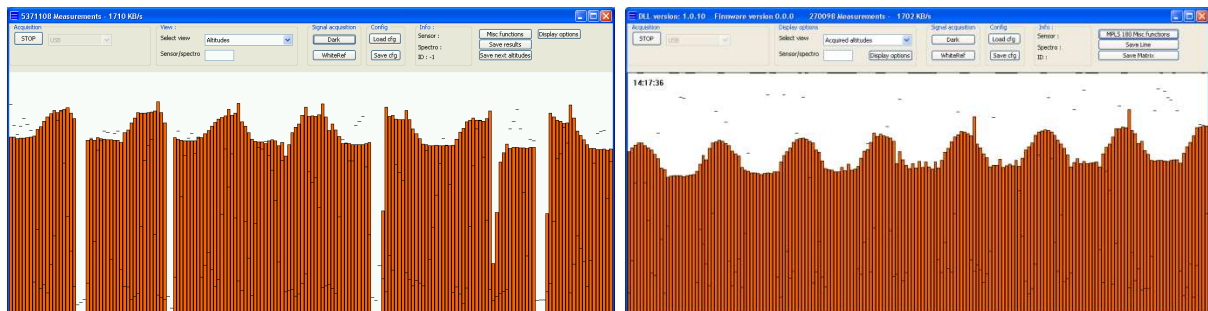 5371108 Measurements - 1710 KB/s
Acquisition
STOP
USB
View :
Select view
Altitudes
Sensor/spectro
Signal acquisition
Dark
WhiteRef
Config
Load cfg
Save cfg
Info :
Sensor :
Spectro :
ID : -1
Misc functions
Save results
Save next altitudes
Display options
DLL version: 1.0.10 Firmware version 0.0.0 270098 Measurements - 1702 KB/s
Acquisition
STOP
USB
Display options
Select view
Acquired altitudes
Sensor/spectro
Display options
Signal acquisition
Dark
WhiteRef
Config
Load cfg
Save cfg
Info :
Sensor :
Spectro :
ID :
MPLS 180 Misc functions
Save Line
Save Matrix
14:17:36